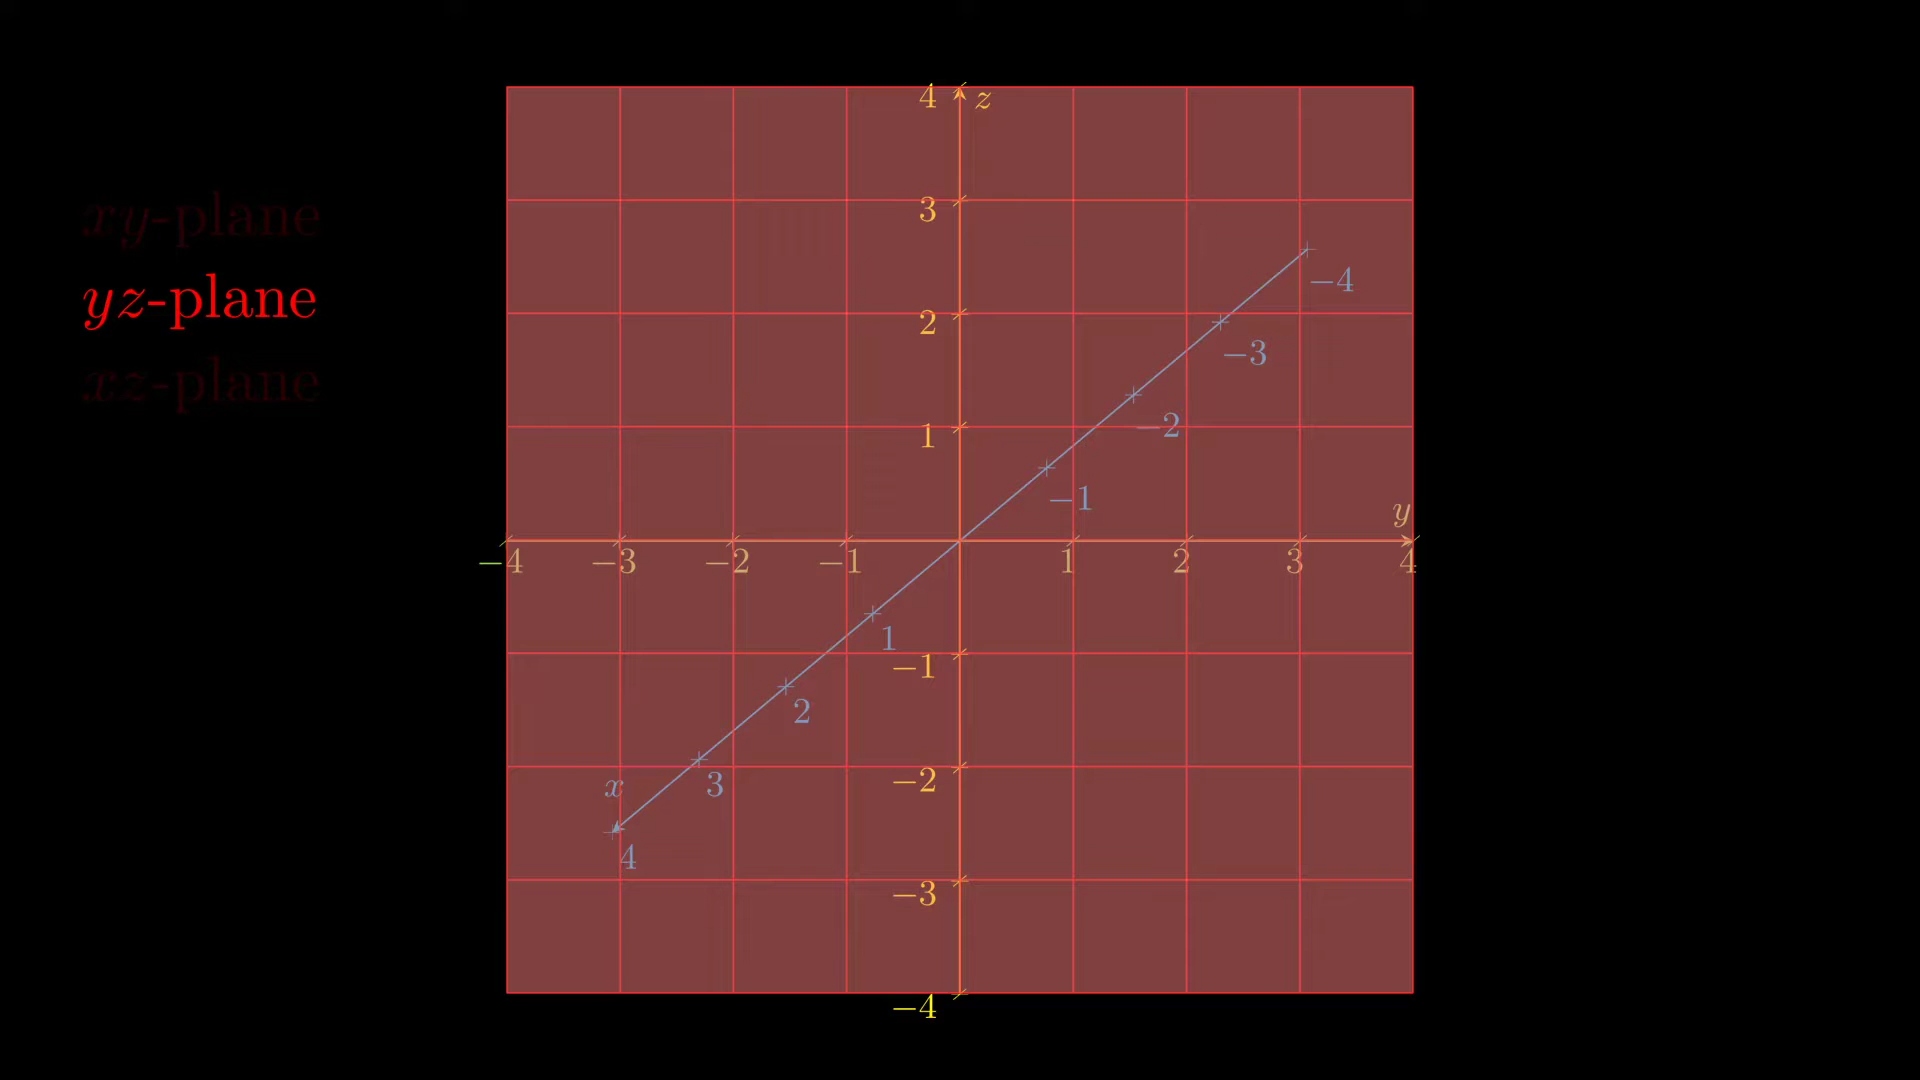 xy-plane
yz-plane
xz-plane
4 z
3
2
1
−4
−3
−2
−1
y
−4 −3 −2 −1 1 2 3 4
1
2
3
x
4
−1
−2
−3
−4